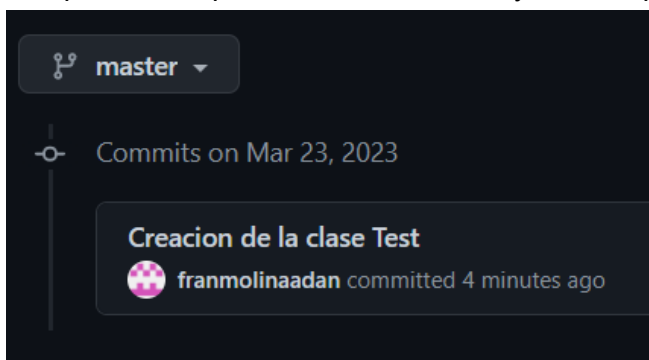 master
Commits on Mar 23, 2023
Creacion de la clase Test
franmolinaadan committed 4 minutes ago